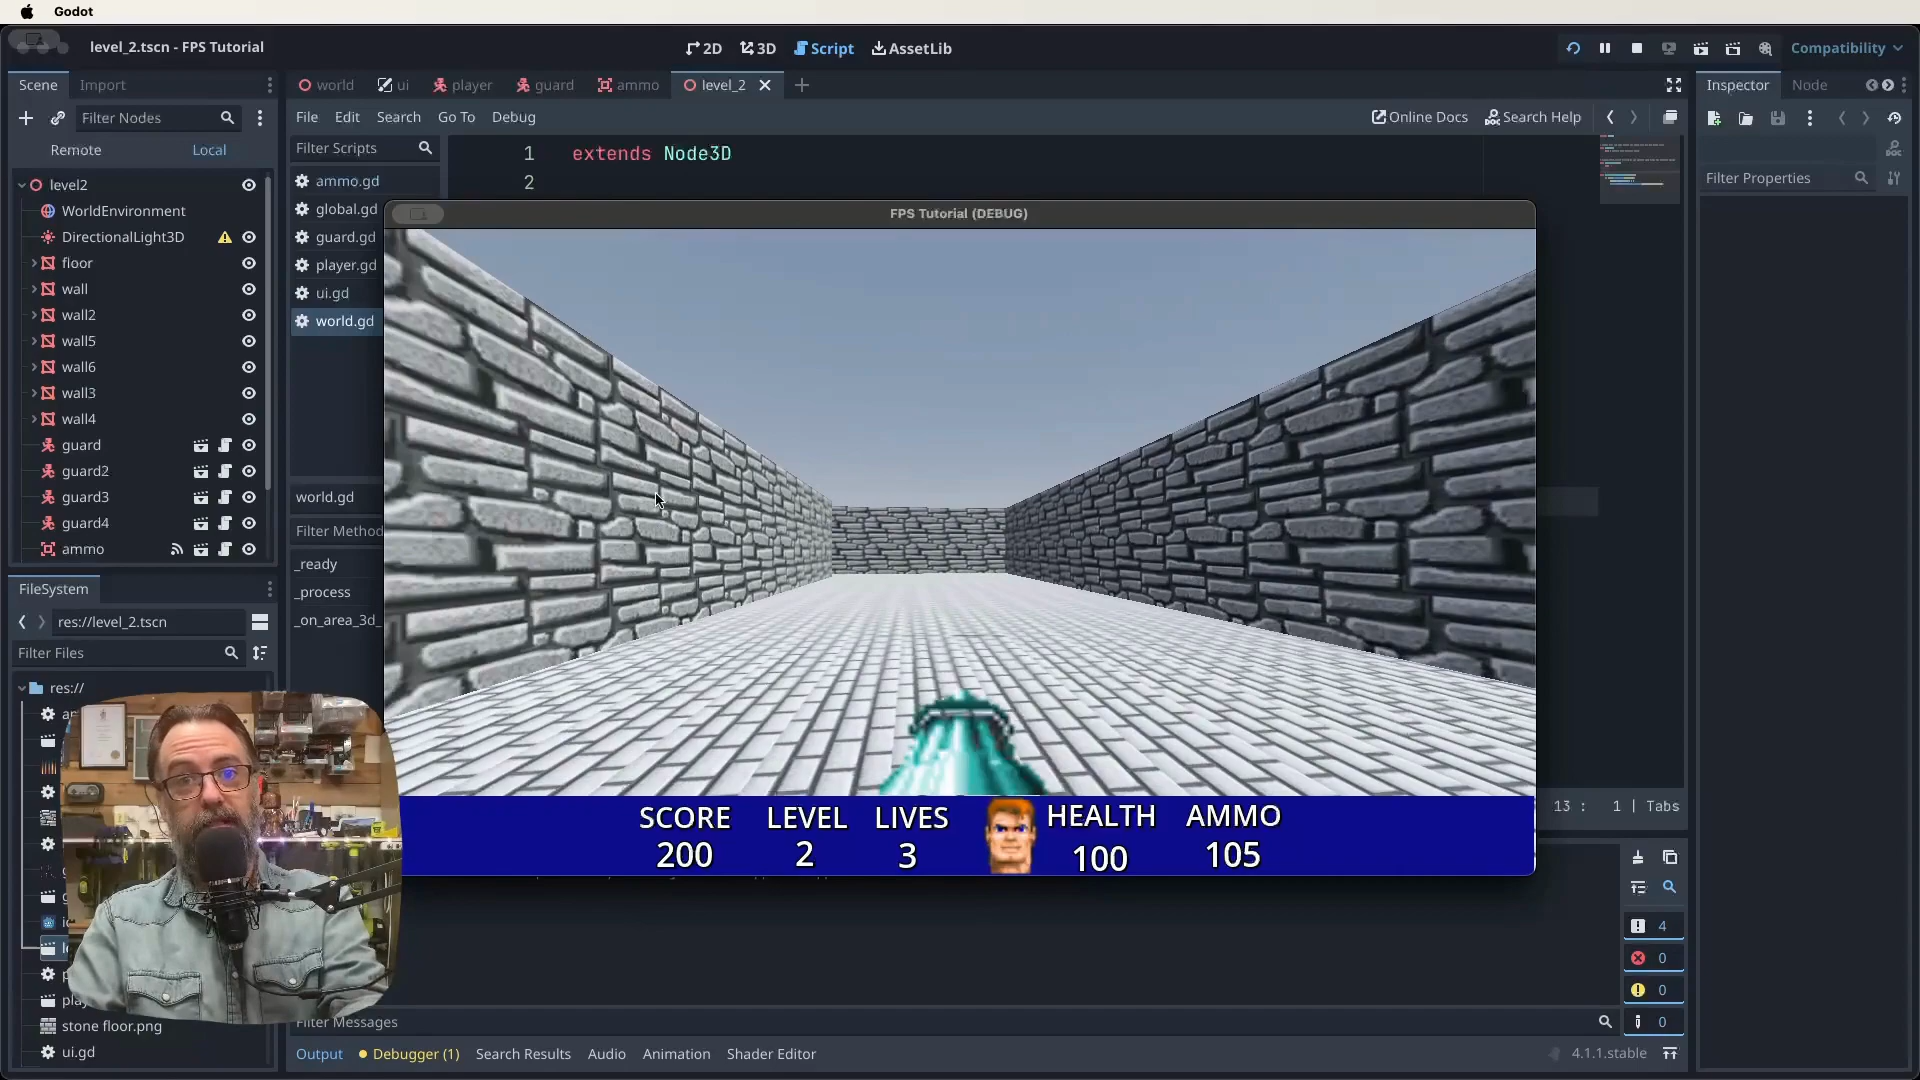 Godot
level_2.tscn - FPS Tutorial
2D
3D
Script
AssetLib
Compatibility
Scene
Import
world
ui
player
guard
ammo
level_2
Inspector
Node
Filter Nodes
File
Edit
Search
Go To
Debug
Online Docs
Search Help
Remote
Local
Filter Scripts
1 extends Node3D
2
Filter Properties
level2
WorldEnvironment
DirectionalLight3D
floor
wall
wall2
wall5
wall6
wall3
wall4
guard
guard2
guard3
guard4
ammo
ammo.gd
global.gd
guard.gd
player.gd
ui.gd
world.gd
world.gd
_ready
_process
_on_area_3d_
FPS Tutorial (DEBUG)
SCORE
LEVEL
LIVES
HEALTH
AMMO
200
2
3
100
105
13 : 1 | Tabs
FileSystem
res://level_2.tscn
Filter Files
res://
stone floor.png
ui.gd
4
0
0
0
Filter Messages
Output
Debugger (1)
Search Results
Audio
Animation
Shader Editor
4.1.1.stable